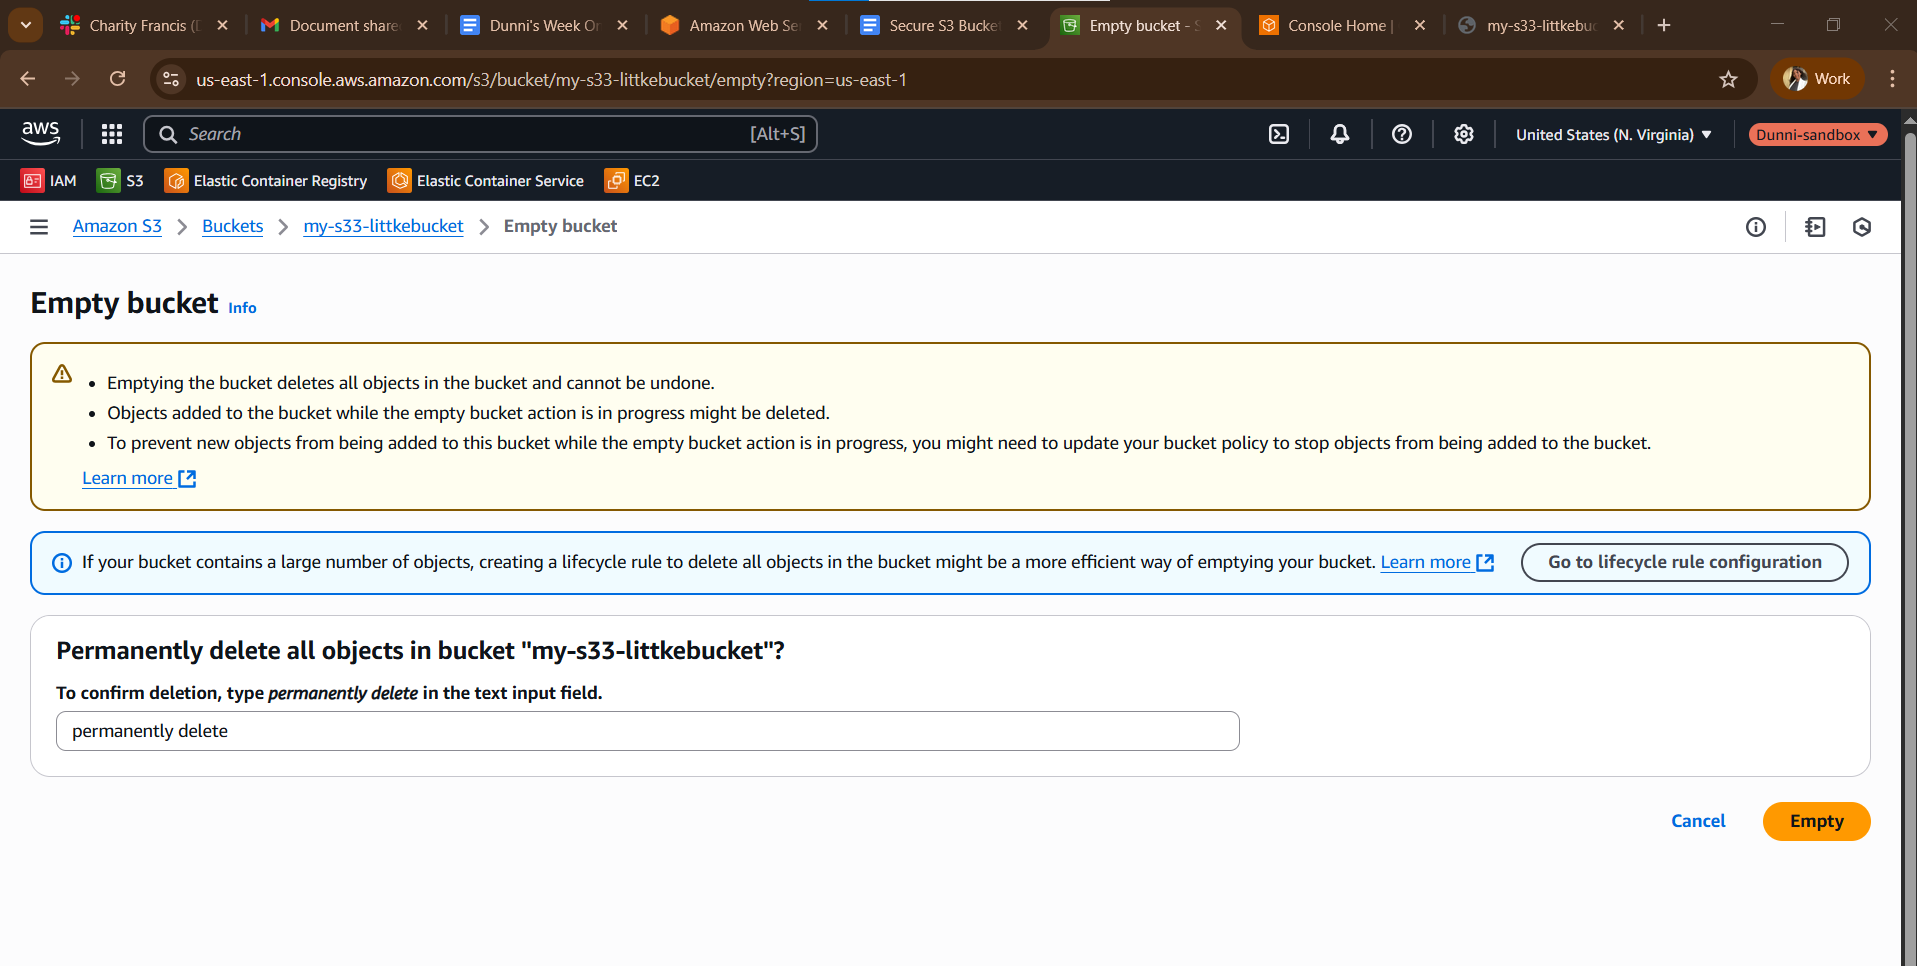 Charity Francis (
Document share
Dunni's Week On
Amazon Web Ser
Secure S3 Bucket
Empty bucket - S
Console Home |
my-s33-littkebuc
us-east-1.console.aws.amazon.com/s3/bucket/my-s33-littkebucket/empty?region=us-east-1
Work
aws
Search
[Alt+S]
United States (N. Virginia)
Dunni-sandbox
IAM
S3
Elastic Container Registry
Elastic Container Service
EC2
Amazon S3
Buckets
my-s33-littkebucket
Empty bucket
Empty bucket Info
Emptying the bucket deletes all objects in the bucket and cannot be undone.
Objects added to the bucket while the empty bucket action is in progress might be deleted.
To prevent new objects from being added to this bucket while the empty bucket action is in progress, you might need to update your bucket policy to stop objects from being added to the bucket.
Learn more
If your bucket contains a large number of objects, creating a lifecycle rule to delete all objects in the bucket might be a more efficient way of emptying your bucket. Learn more
Go to lifecycle rule configuration
Permanently delete all objects in bucket "my-s33-littkebucket"?
To confirm deletion, type permanently delete in the text input field.
permanently delete
Cancel
Empty